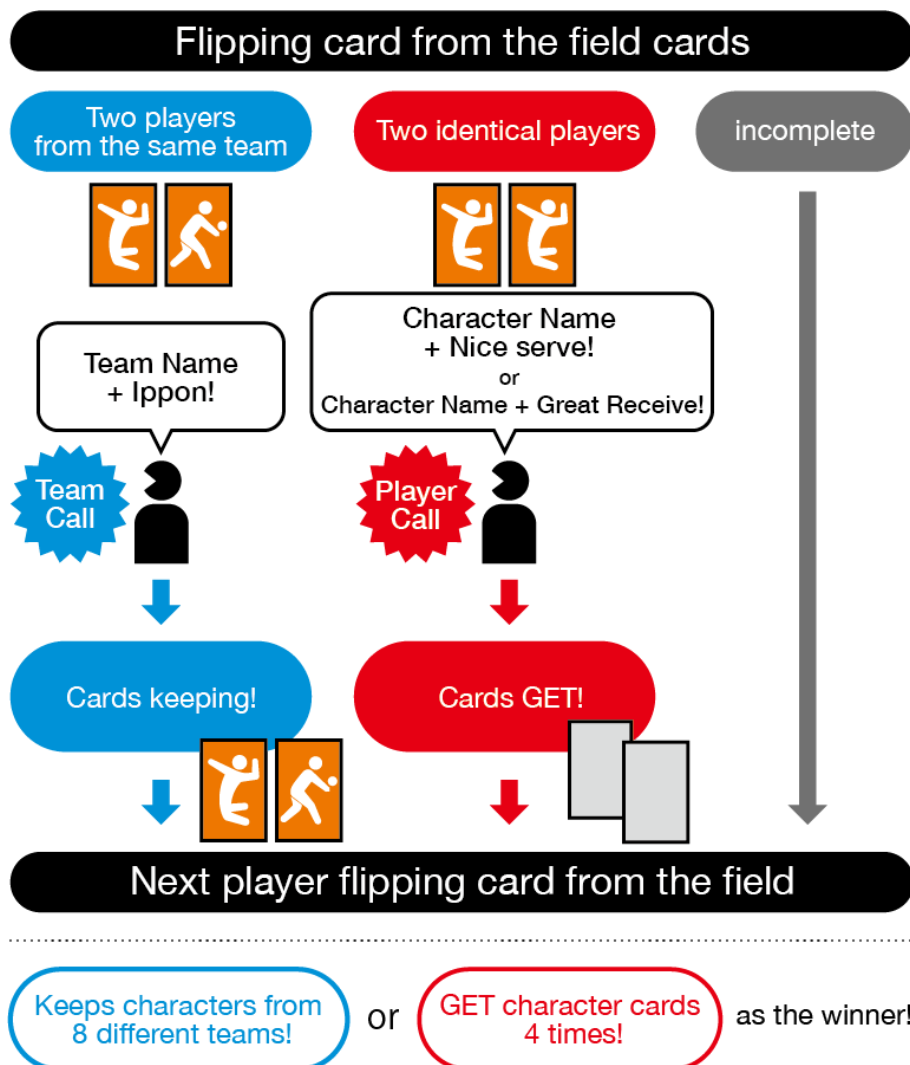 Flipping card from the field cards
Two players
from the same team
Two identical players
incomplete
Team Name
+ Ippon!
Character Name
+ Nice serve!
or
Character Name + Great Receive!
Team
Call
Player
Call
Cards keeping!
Cards GET!
Next player flipping card from the field
Keeps characters from
8 different teams!
or
GET character cards
4 times!
as the winner!